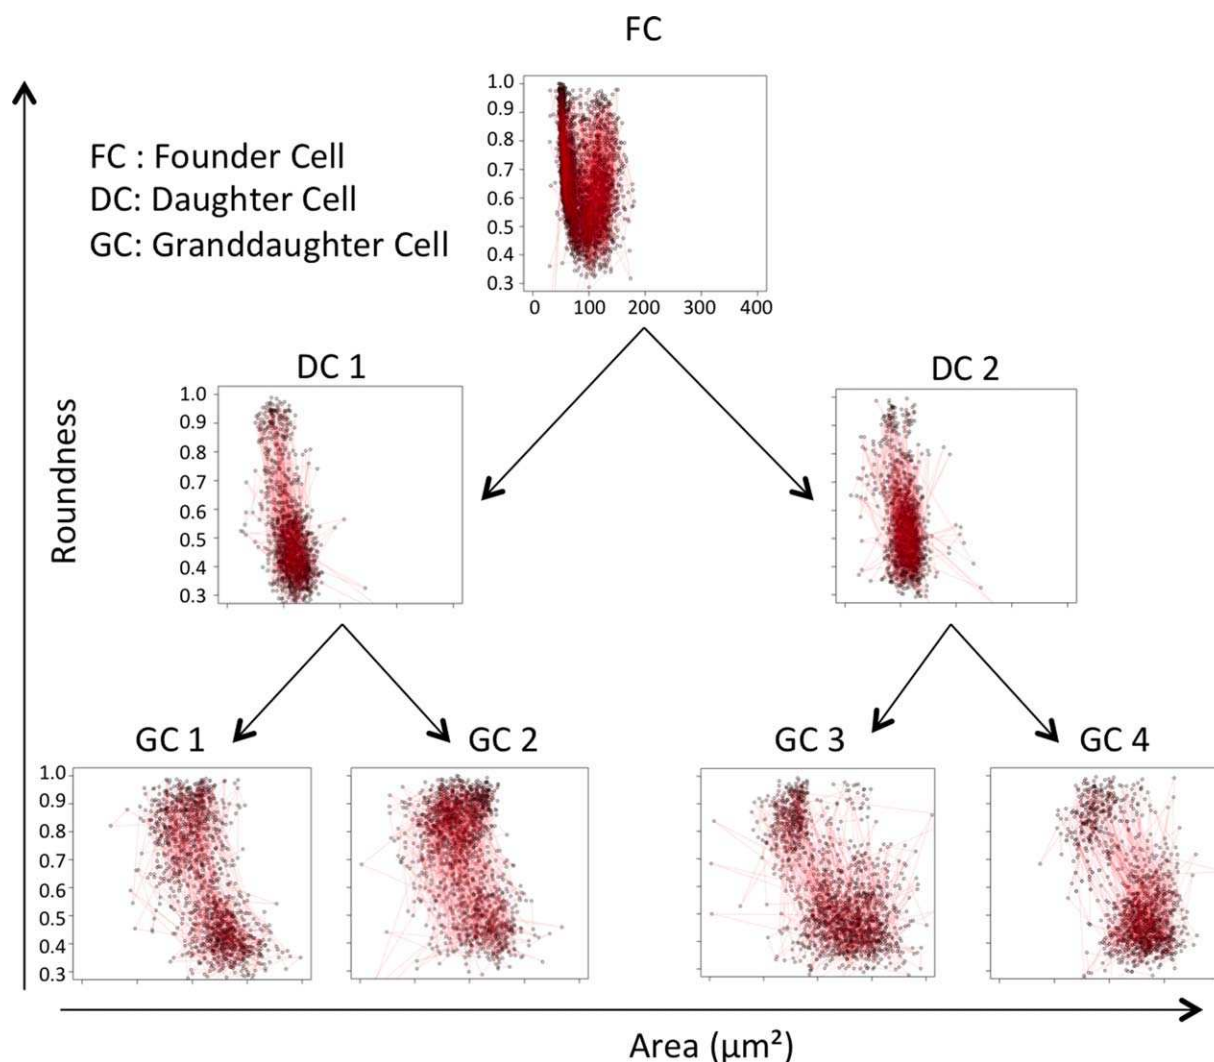 FC
1.0
0.9
0.8
0.7
0.6
0.5
0.4
0.3
0 100 200 300 400
FC : Founder Cell
DC: Daughter Cell
GC: Granddaughter Cell
Roundness
DC 1
1.0
0.9
0.8
0.7
0.6
0.5
0.4
0.3
DC 2
GC 1
1.0
0.9
0.8
0.7
0.6
0.5
0.4
0.3
GC 2
GC 3
GC 4
Area (µm²)